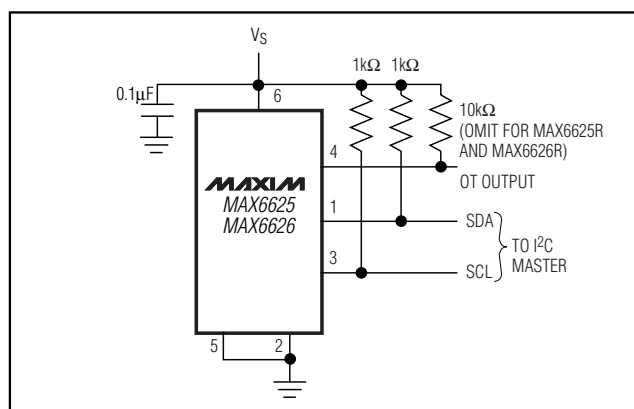 VS
1kΩ 1kΩ
0.1µF
6
10kΩ
(OMIT FOR MAX6625R
AND MAX6626R)
4
OT OUTPUT
MAXIM
MAX6625
MAX6626
1
SDA
TO I2C
MASTER
3
SCL
5
2